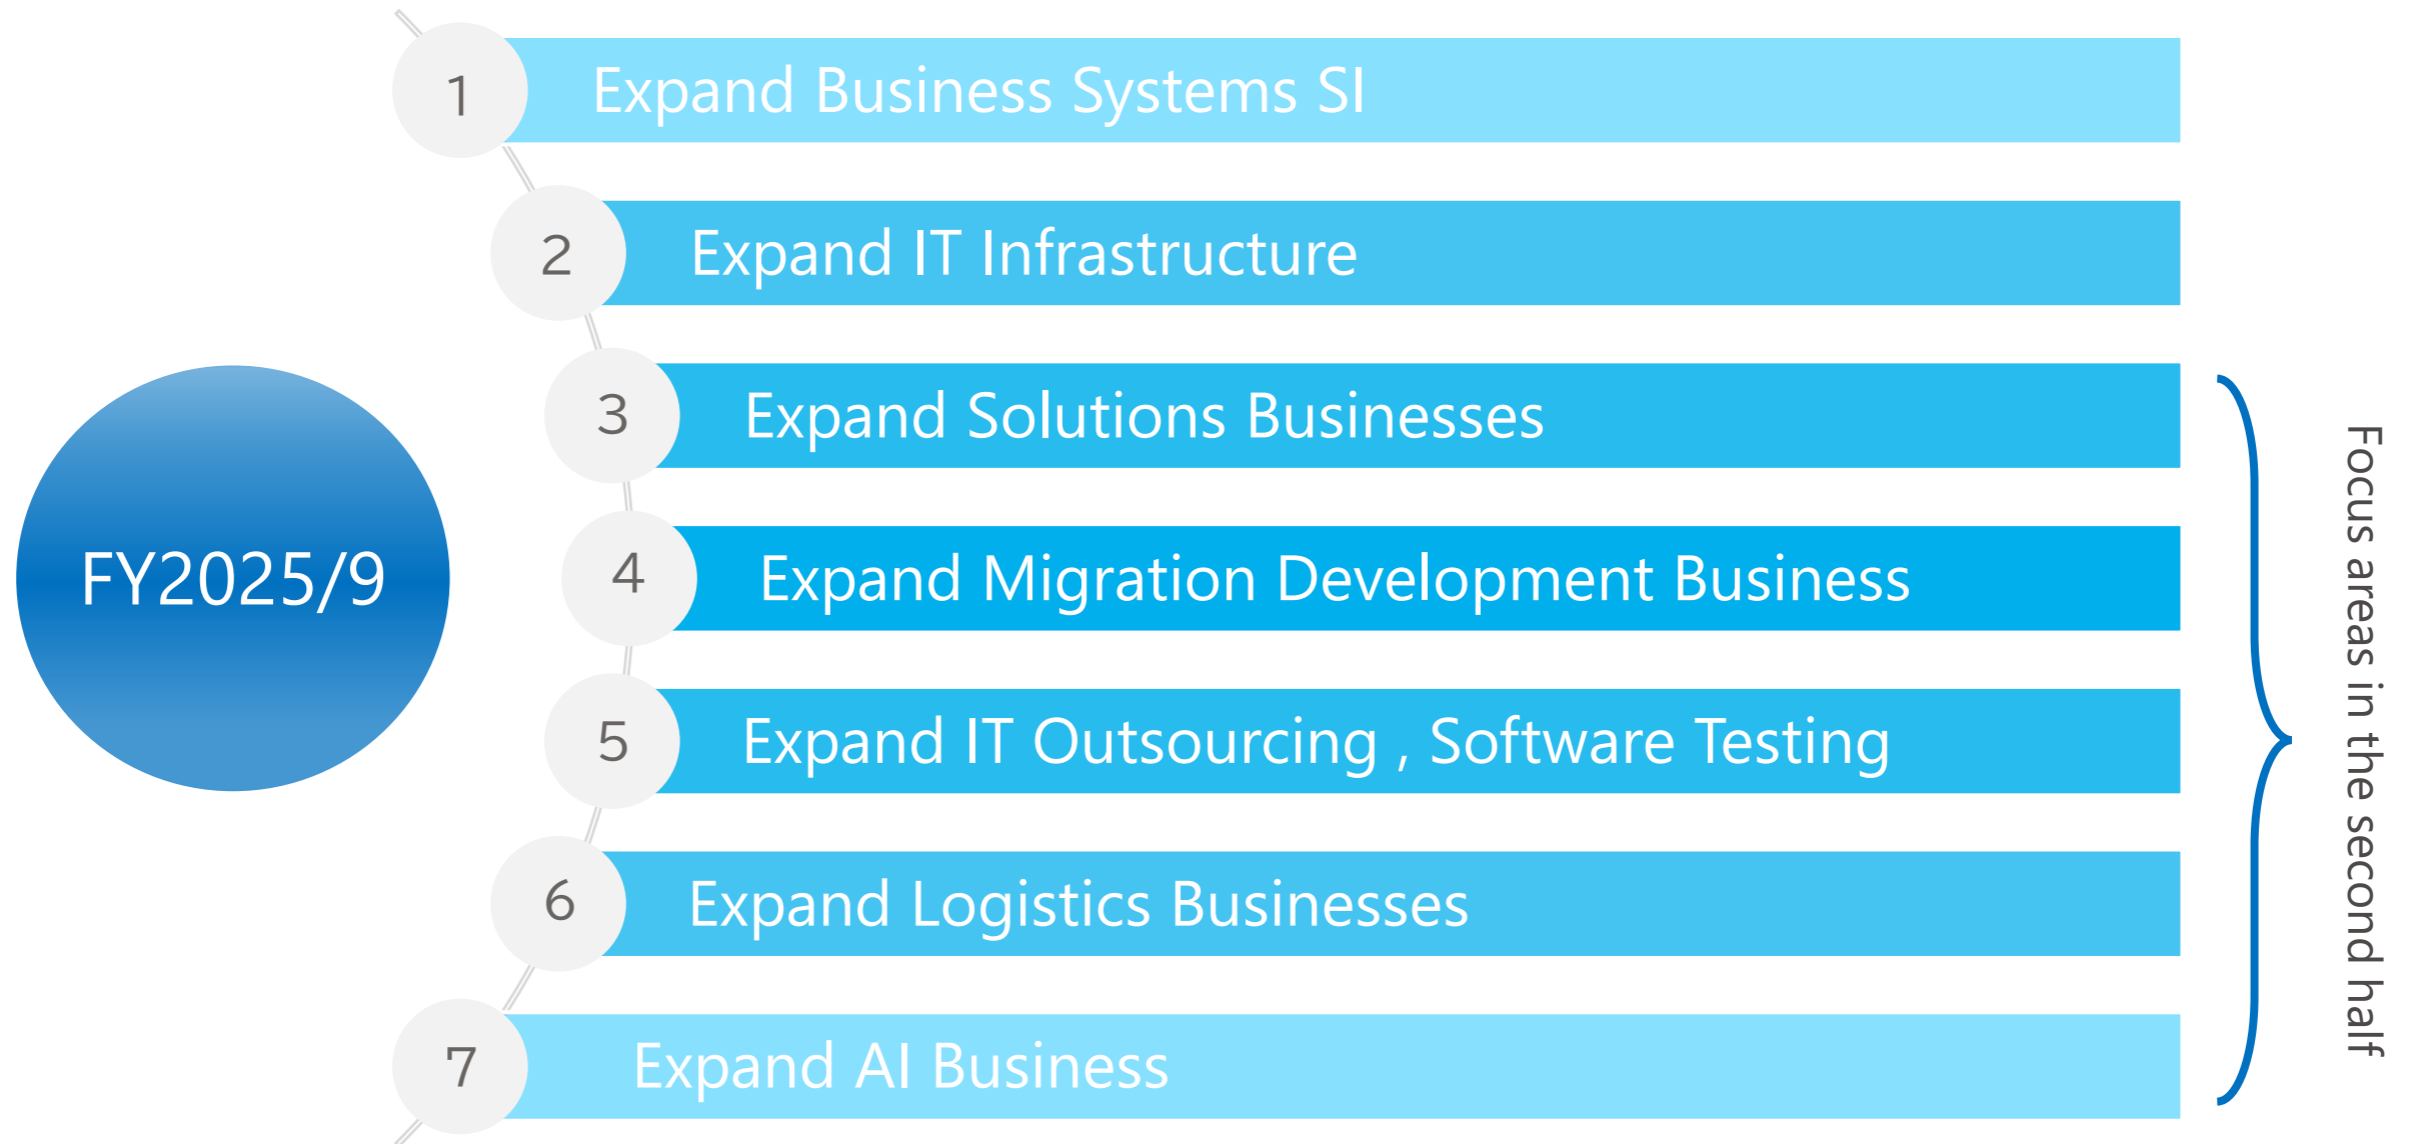 1
Expand Business Systems SI
2
Expand IT Infrastructure
3
Expand Solutions Businesses
FY2025/9
4
Expand Migration Development Business
5
Expand IT Outsourcing , Software Testing
6
Expand Logistics Businesses
7
Expand AI Business
Focus areas in the second half